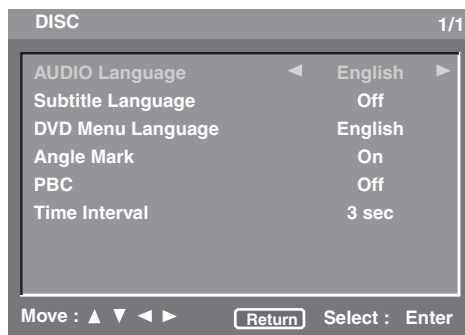 DISC 1/1
AUDIO Language ◄ English ►
Subtitle Language Off
DVD Menu Language English
Angle Mark On
PBC Off
Time Interval 3 sec
Move : ▲ ▼ ◄ ► Return Select : Enter